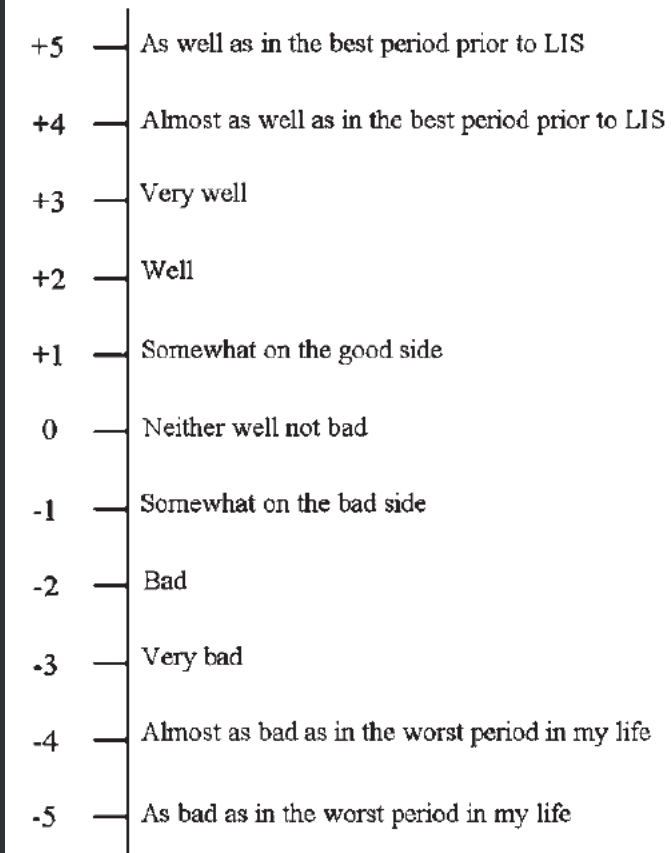 +5 As well as in the best period prior to LIS
+4 Almost as well as in the best period prior to LIS
+3 Very well
+2 Well
+1 Somewhat on the good side
0 Neither well not bad
-1 Somewhat on the bad side
-2 Bad
-3 Very bad
-4 Almost as bad as in the worst period in my life
-5 As bad as in the worst period in my life